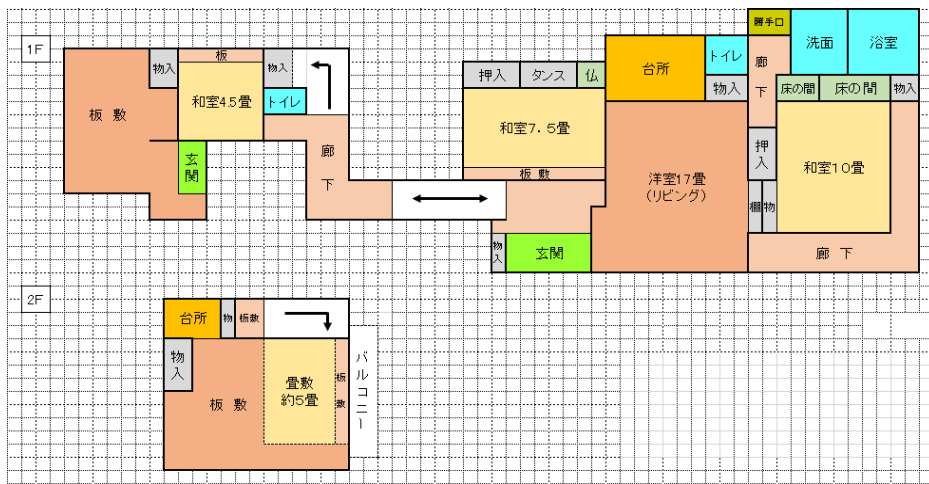 1F
物入
板
物入
板 敷
和室4.5畳
トイレ
玄関
廊下
押入
タンス
仏
和室7.5畳
板 敷
物入
玄関
台所
トイレ
物入
洋室17畳
(リビング)
勝手口
廊下
洗面
浴室
床の間
床の間
物入
押入
棚
物
和室10畳
廊 下
2F
台所
物
板敷
物入
板 敷
畳敷
約5畳
板敷
バルコニー